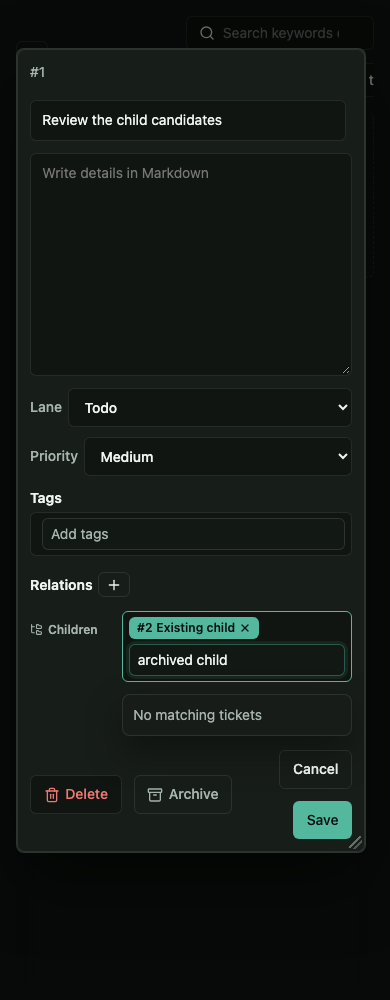 Search keywords
t
#1
Review the child candidates
Write details in Markdown
Lane
Todo
Priority
Medium
Tags
Add tags
Relations
Children
#2 Existing child ×
archived child
No matching tickets
Cancel
Delete
Archive
Save